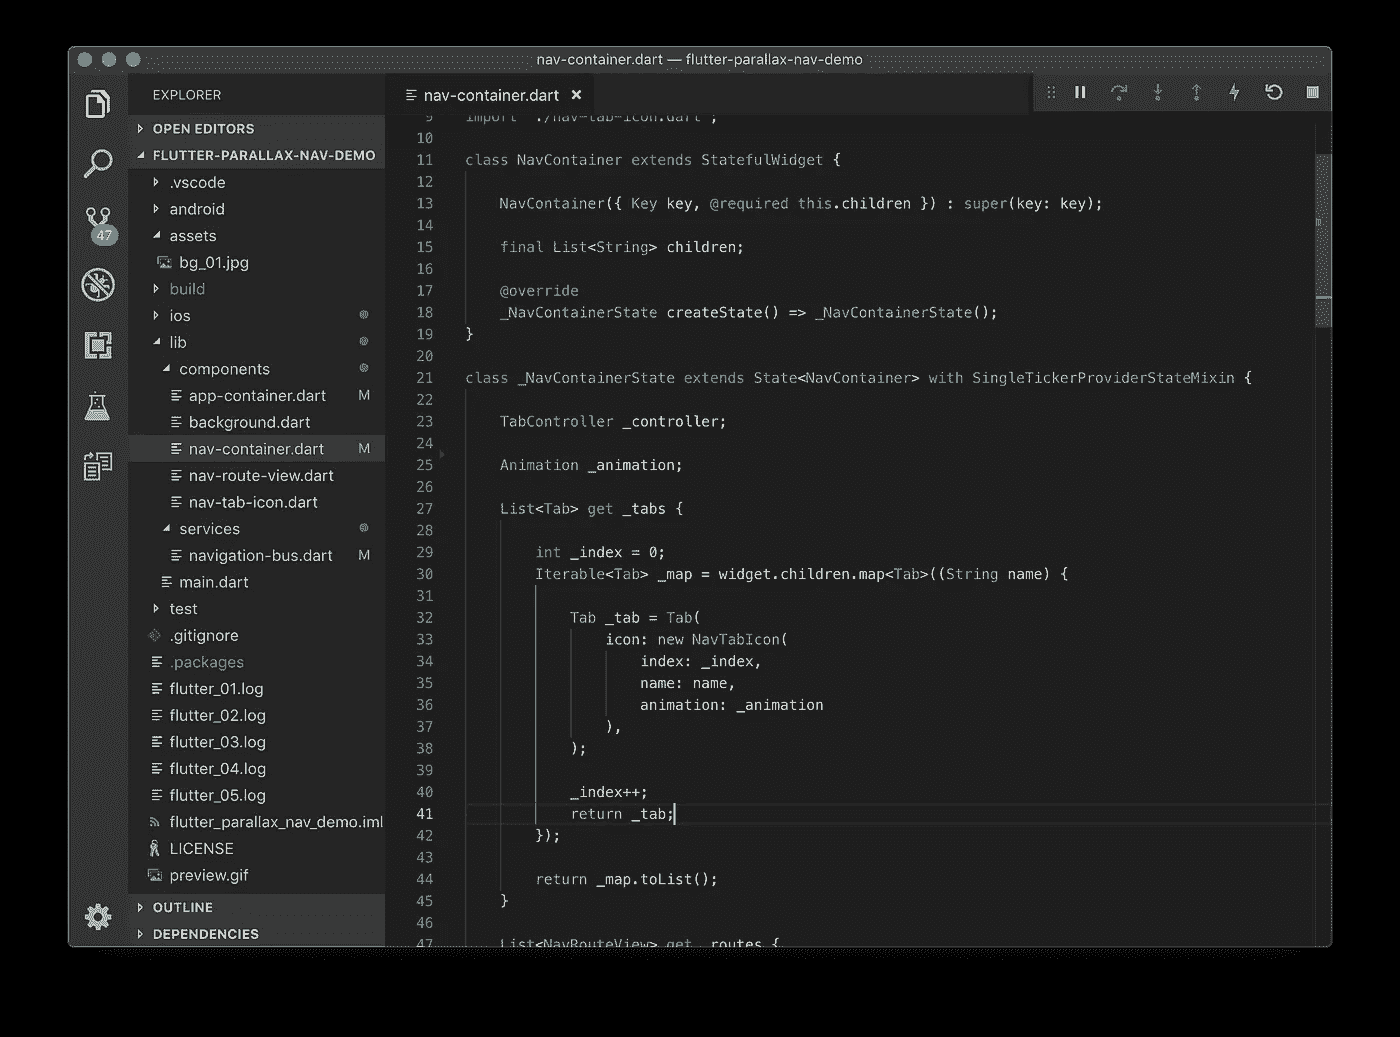 nav-container.dart — flutter-parallax-nav-demo
EXPLORER
OPEN EDITORS
FLUTTER-PARALLAX-NAV-DEMO
.vscode
android
assets
bg_01.jpg
build
ios
lib
components
app-container.dart M
background.dart
nav-container.dart M
nav-route-view.dart
nav-tab-icon.dart
services
navigation-bus.dart M
main.dart
test
.gitignore
.packages
flutter_01.log
flutter_02.log
flutter_03.log
flutter_04.log
flutter_05.log
flutter_parallax_nav_demo.iml
LICENSE
preview.gif
OUTLINE
DEPENDENCIES
47
nav-container.dart
9 import './nav-tab-icon.dart';
10
11 class NavContainer extends StatefulWidget {
12
13 NavContainer({ Key key, @required this.children }) : super(key: key);
14
15 final List<String> children;
16
17 @override
18 _NavContainerState createState() => _NavContainerState();
19 }
20
21 class _NavContainerState extends State<NavContainer> with SingleTickerProviderStateMixin {
22
23 TabController _controller;
24
25 Animation _animation;
26
27 List<Tab> get _tabs {
28
29 int _index = 0;
30 Iterable<Tab> _map = widget.children.map<Tab>((String name) {
31
32 Tab _tab = Tab(
33 icon: new NavTabIcon(
34 index: _index,
35 name: name,
36 animation: _animation
37 ),
38 );
39
40 _index++;
41 return _tab;
42 });
43
44 return _map.toList();
45 }
46
47 List<NavRouteView> get _routes {